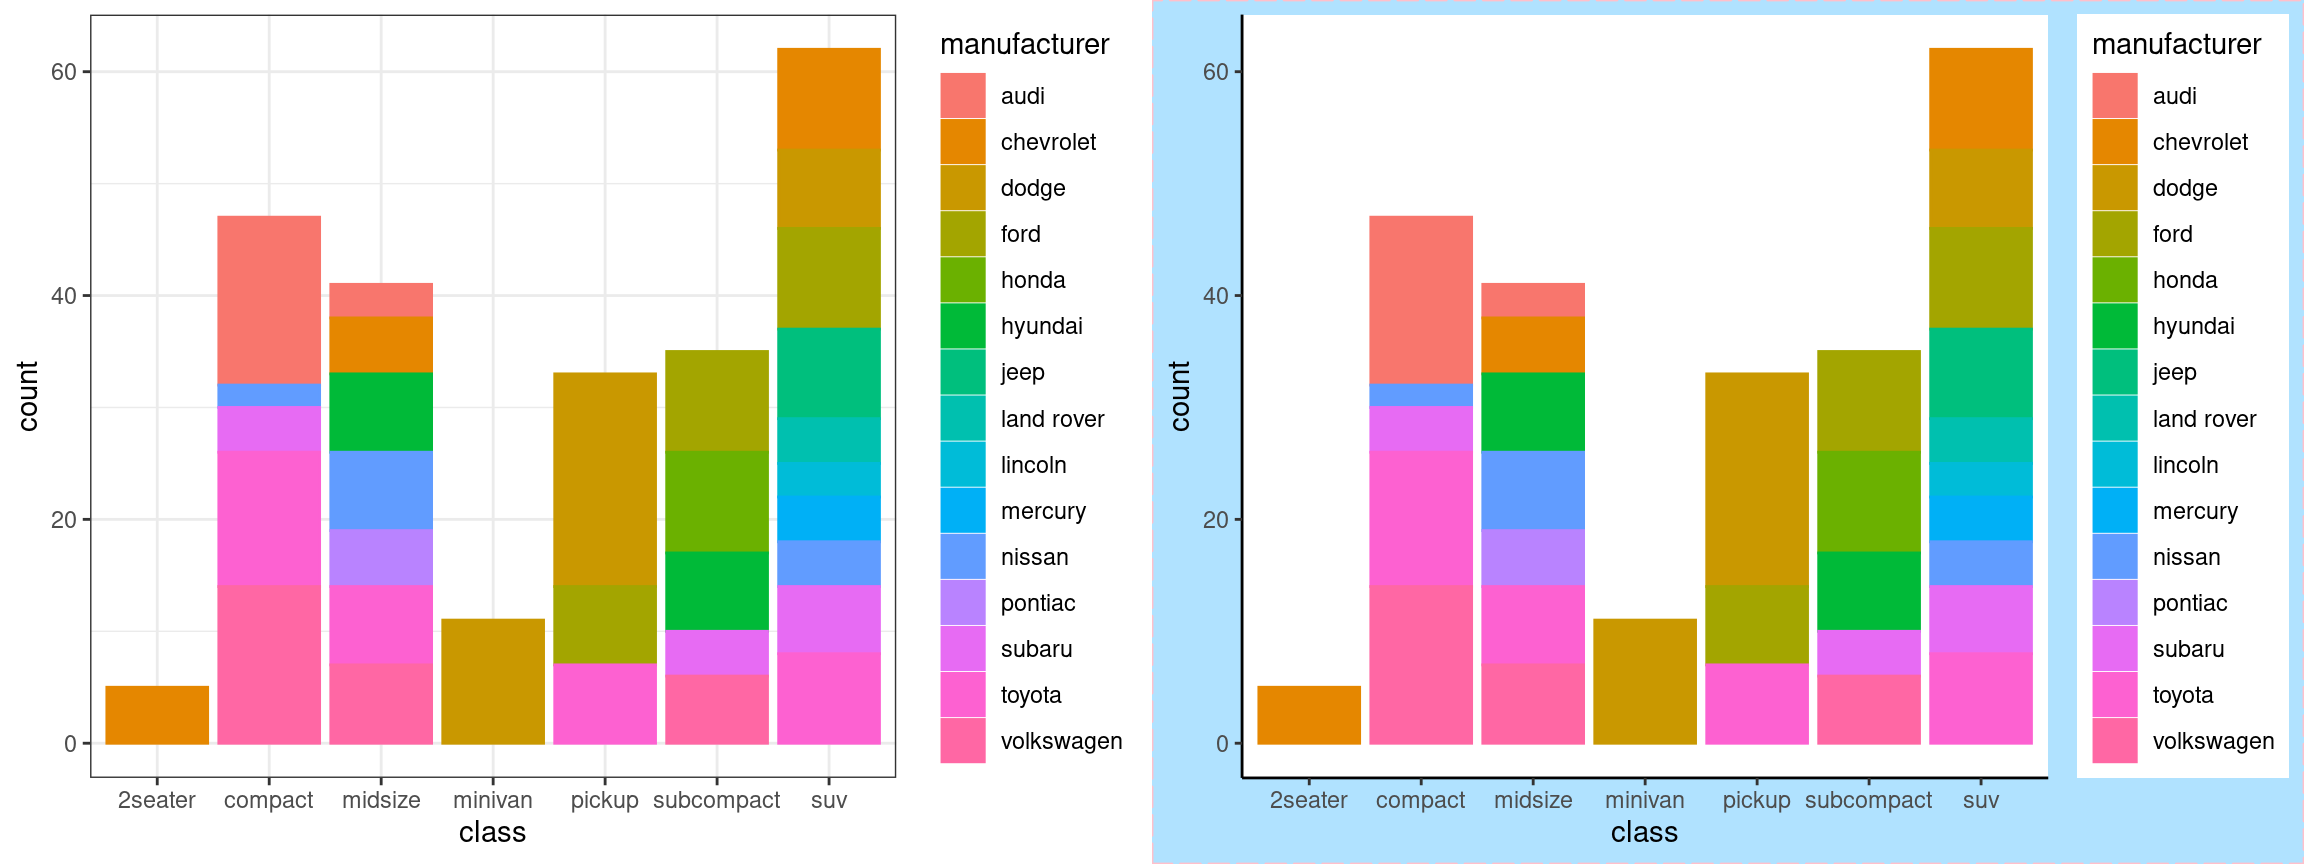 60
40
20
0
count
2seater
compact
midsize
minivan
pickup
subcompact
suv
class
manufacturer
audi
chevrolet
dodge
ford
honda
hyundai
jeep
land rover
lincoln
mercury
nissan
pontiac
subaru
toyota
volkswagen
60
40
20
0
count
2seater
compact
midsize
minivan
pickup
subcompact
suv
class
manufacturer
audi
chevrolet
dodge
ford
honda
hyundai
jeep
land rover
lincoln
mercury
nissan
pontiac
subaru
toyota
volkswagen